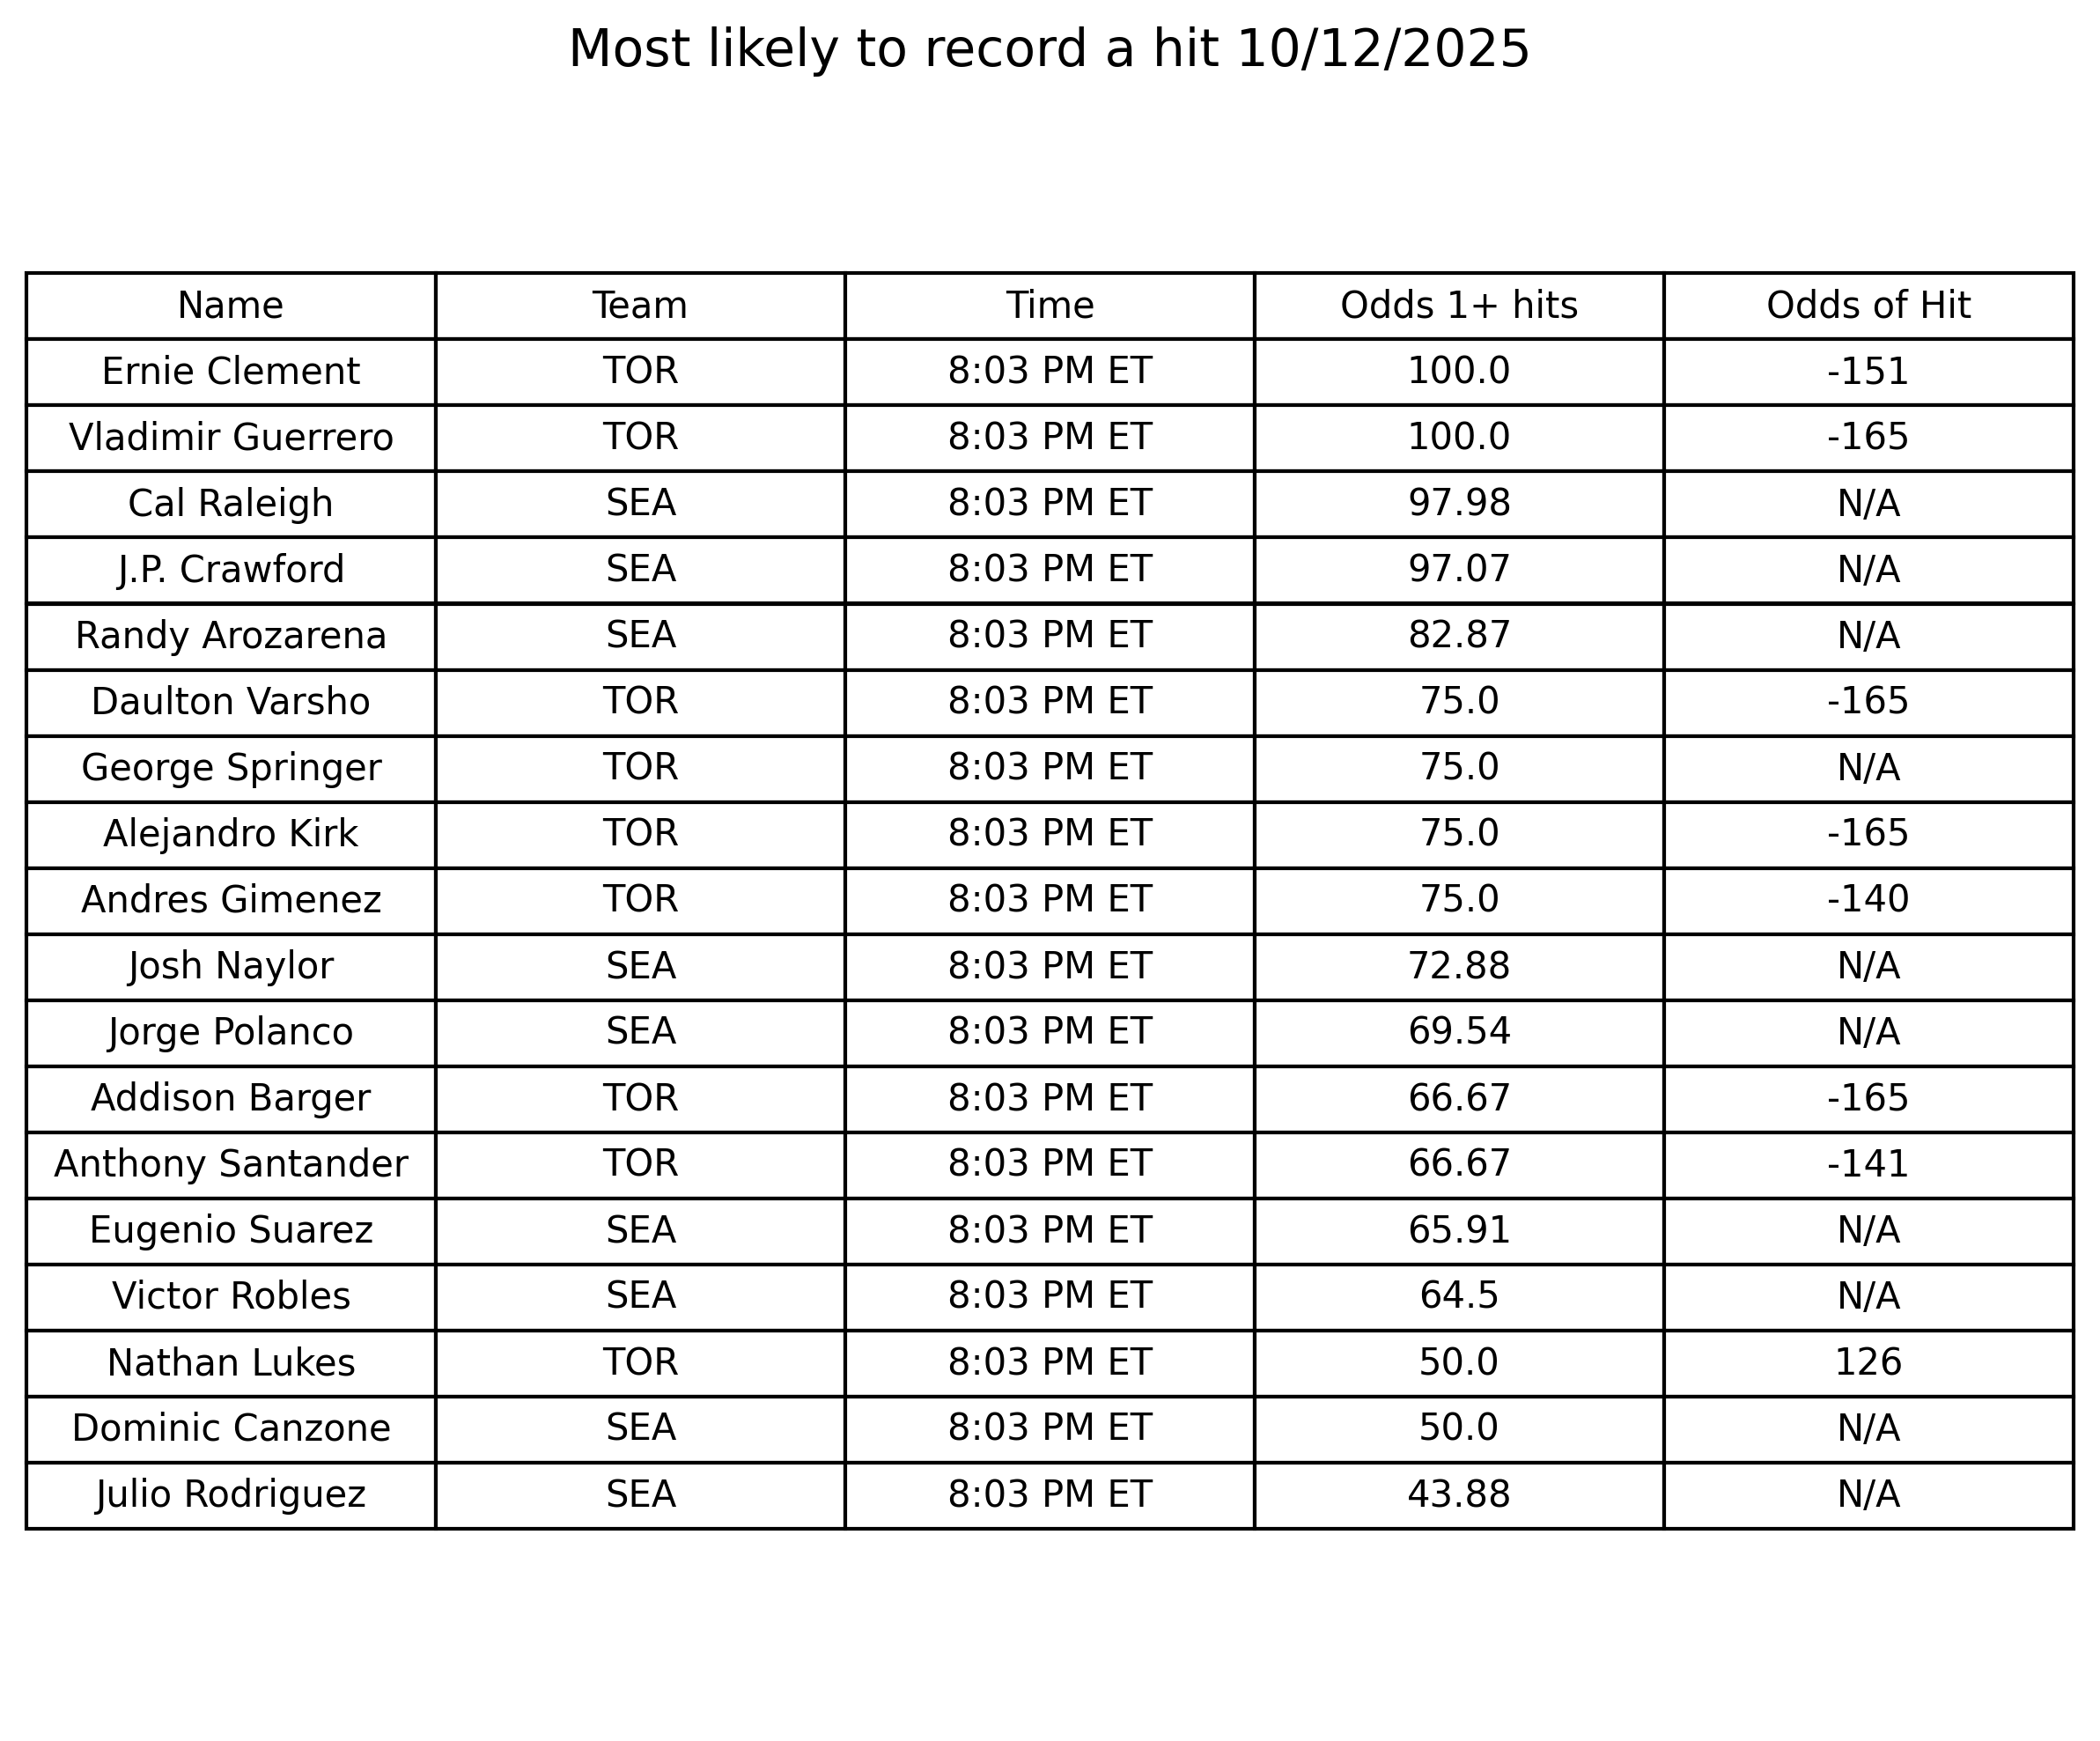 Most likely to record a hit 10/12/2025
Name Team Time Odds 1+ hits Odds of Hit
Ernie Clement TOR 8:03 PM ET 100.0 -151
Vladimir Guerrero TOR 8:03 PM ET 100.0 -165
Cal Raleigh SEA 8:03 PM ET 97.98 N/A
J.P. Crawford SEA 8:03 PM ET 97.07 N/A
Randy Arozarena SEA 8:03 PM ET 82.87 N/A
Daulton Varsho TOR 8:03 PM ET 75.0 -165
George Springer TOR 8:03 PM ET 75.0 N/A
Alejandro Kirk TOR 8:03 PM ET 75.0 -165
Andres Gimenez TOR 8:03 PM ET 75.0 -140
Josh Naylor SEA 8:03 PM ET 72.88 N/A
Jorge Polanco SEA 8:03 PM ET 69.54 N/A
Addison Barger TOR 8:03 PM ET 66.67 -165
Anthony Santander TOR 8:03 PM ET 66.67 -141
Eugenio Suarez SEA 8:03 PM ET 65.91 N/A
Victor Robles SEA 8:03 PM ET 64.5 N/A
Nathan Lukes TOR 8:03 PM ET 50.0 126
Dominic Canzone SEA 8:03 PM ET 50.0 N/A
Julio Rodriguez SEA 8:03 PM ET 43.88 N/A